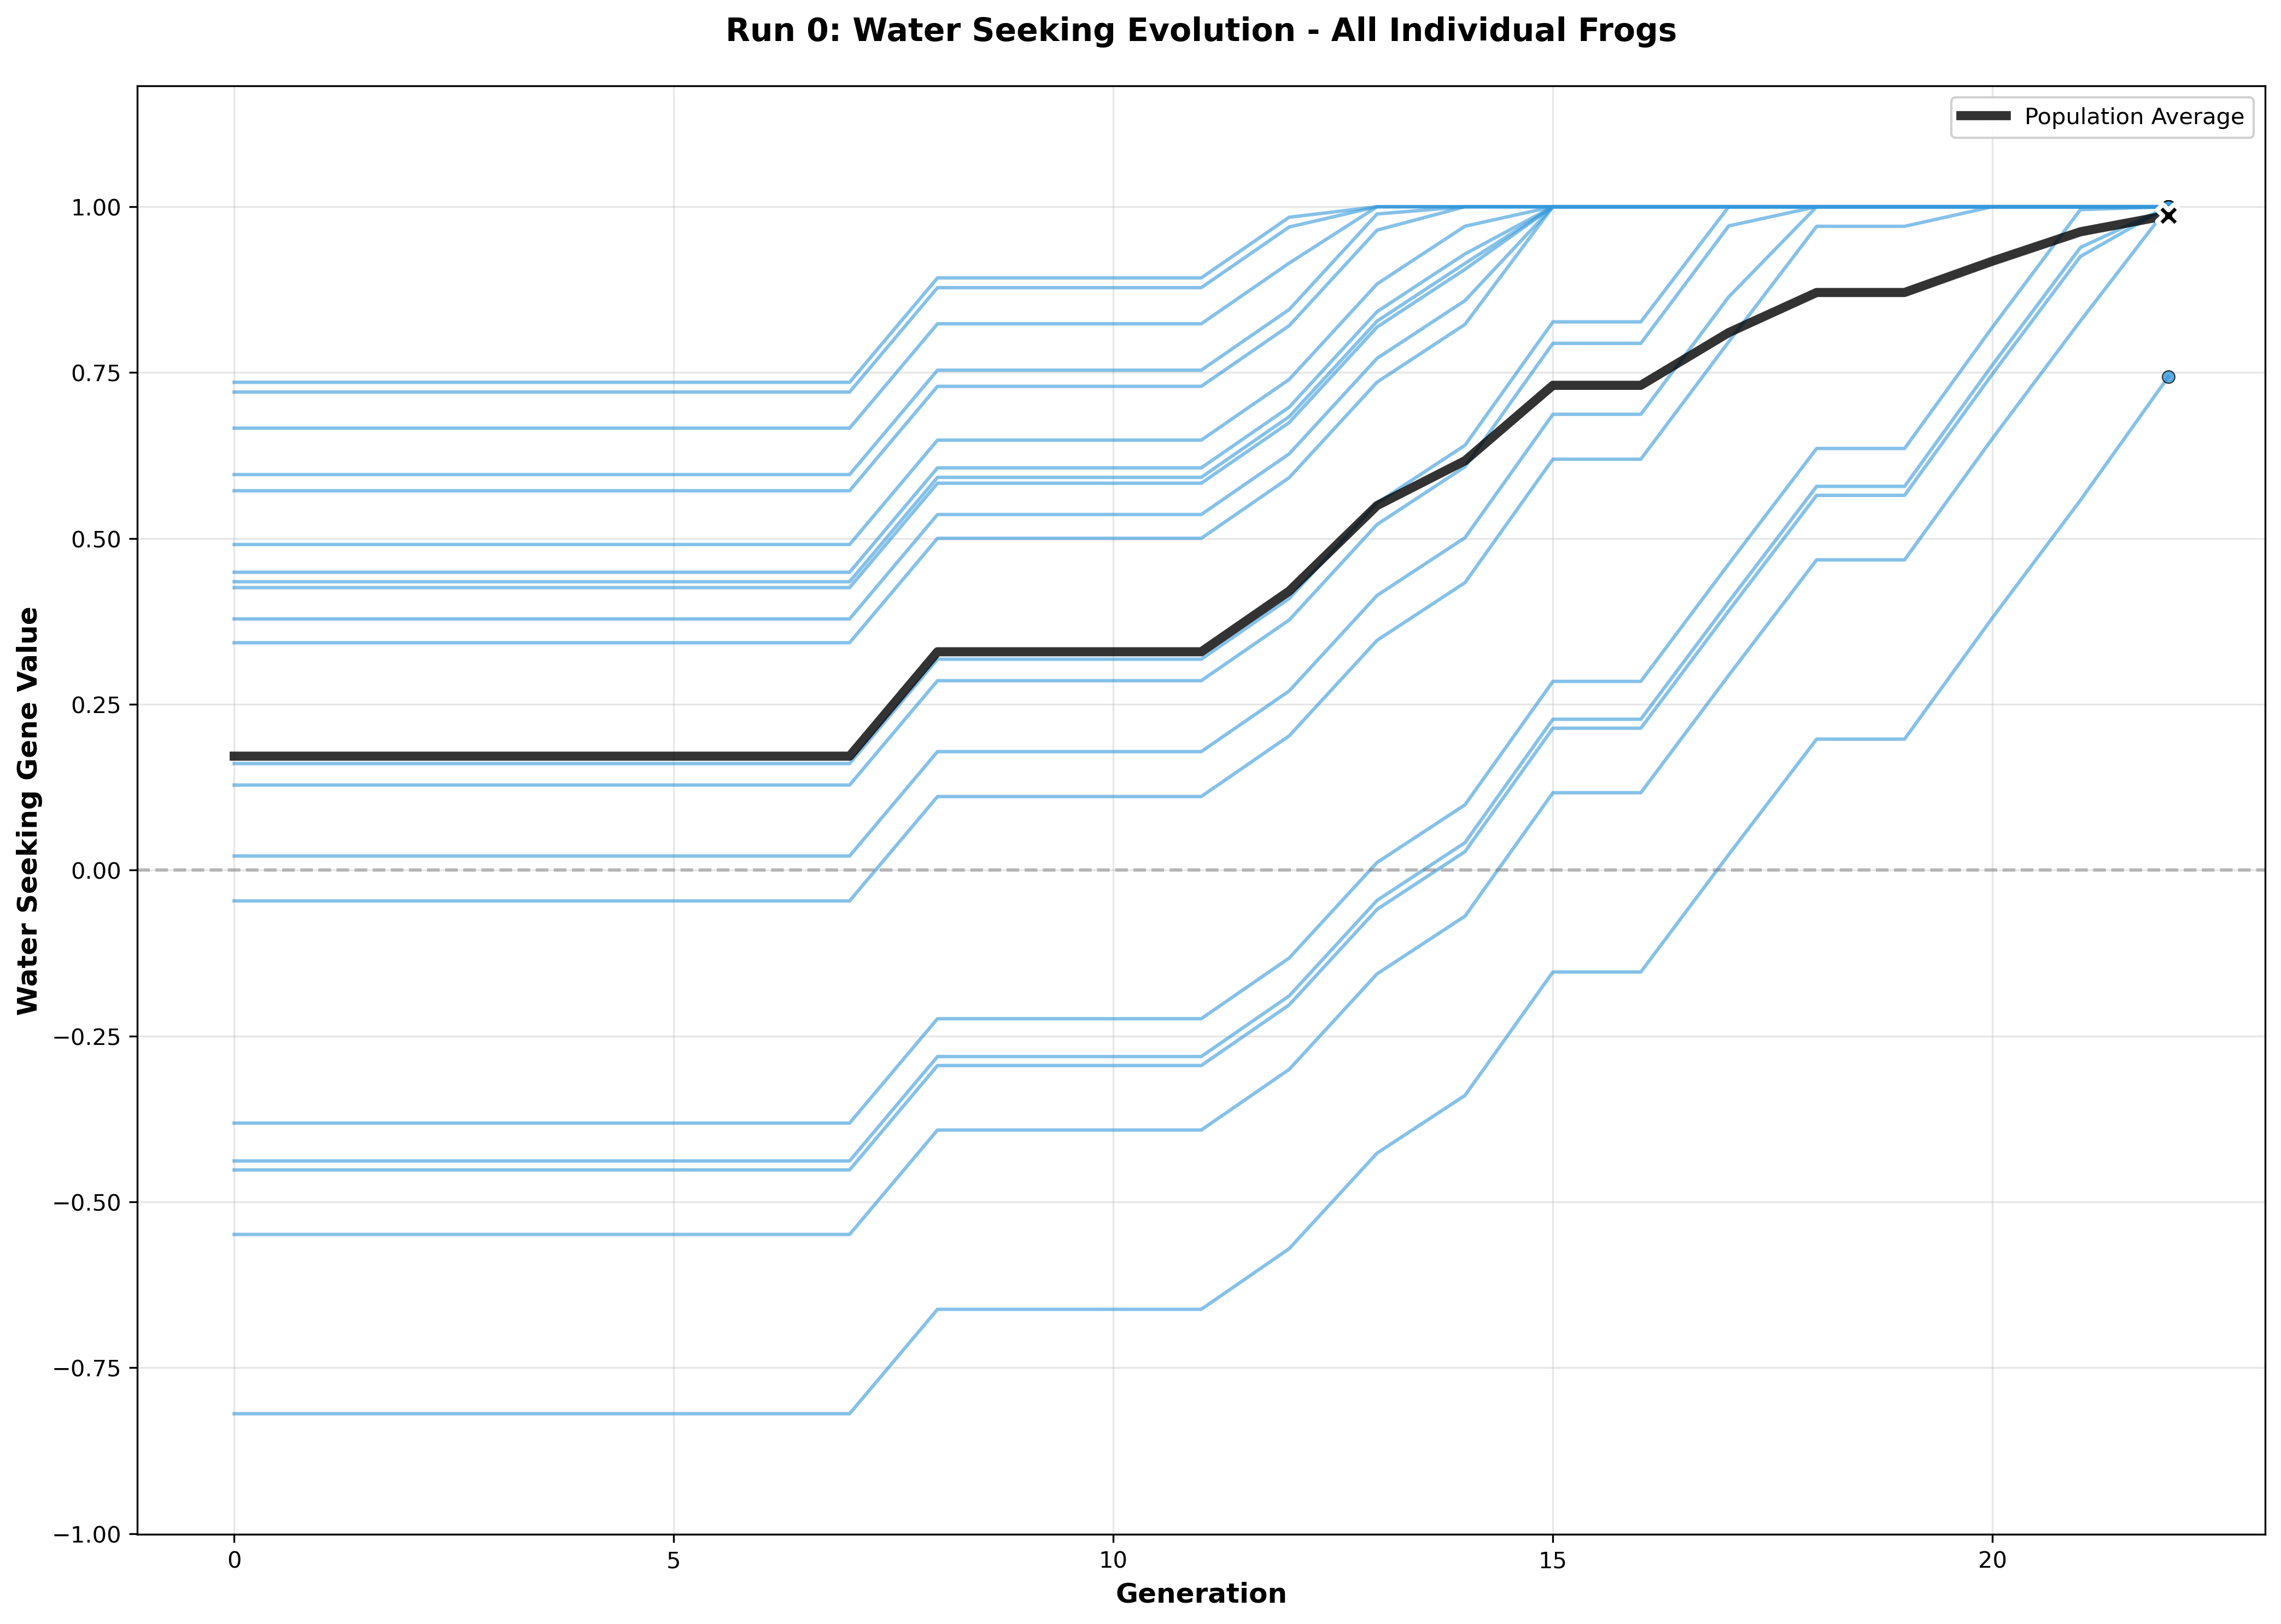 Run 0: Water Seeking Evolution - All Individual Frogs
Population Average
Water Seeking Gene Value
1.00
0.75
0.50
0.25
0.00
−0.25
−0.50
−0.75
−1.00
0 5 10 15 20
Generation